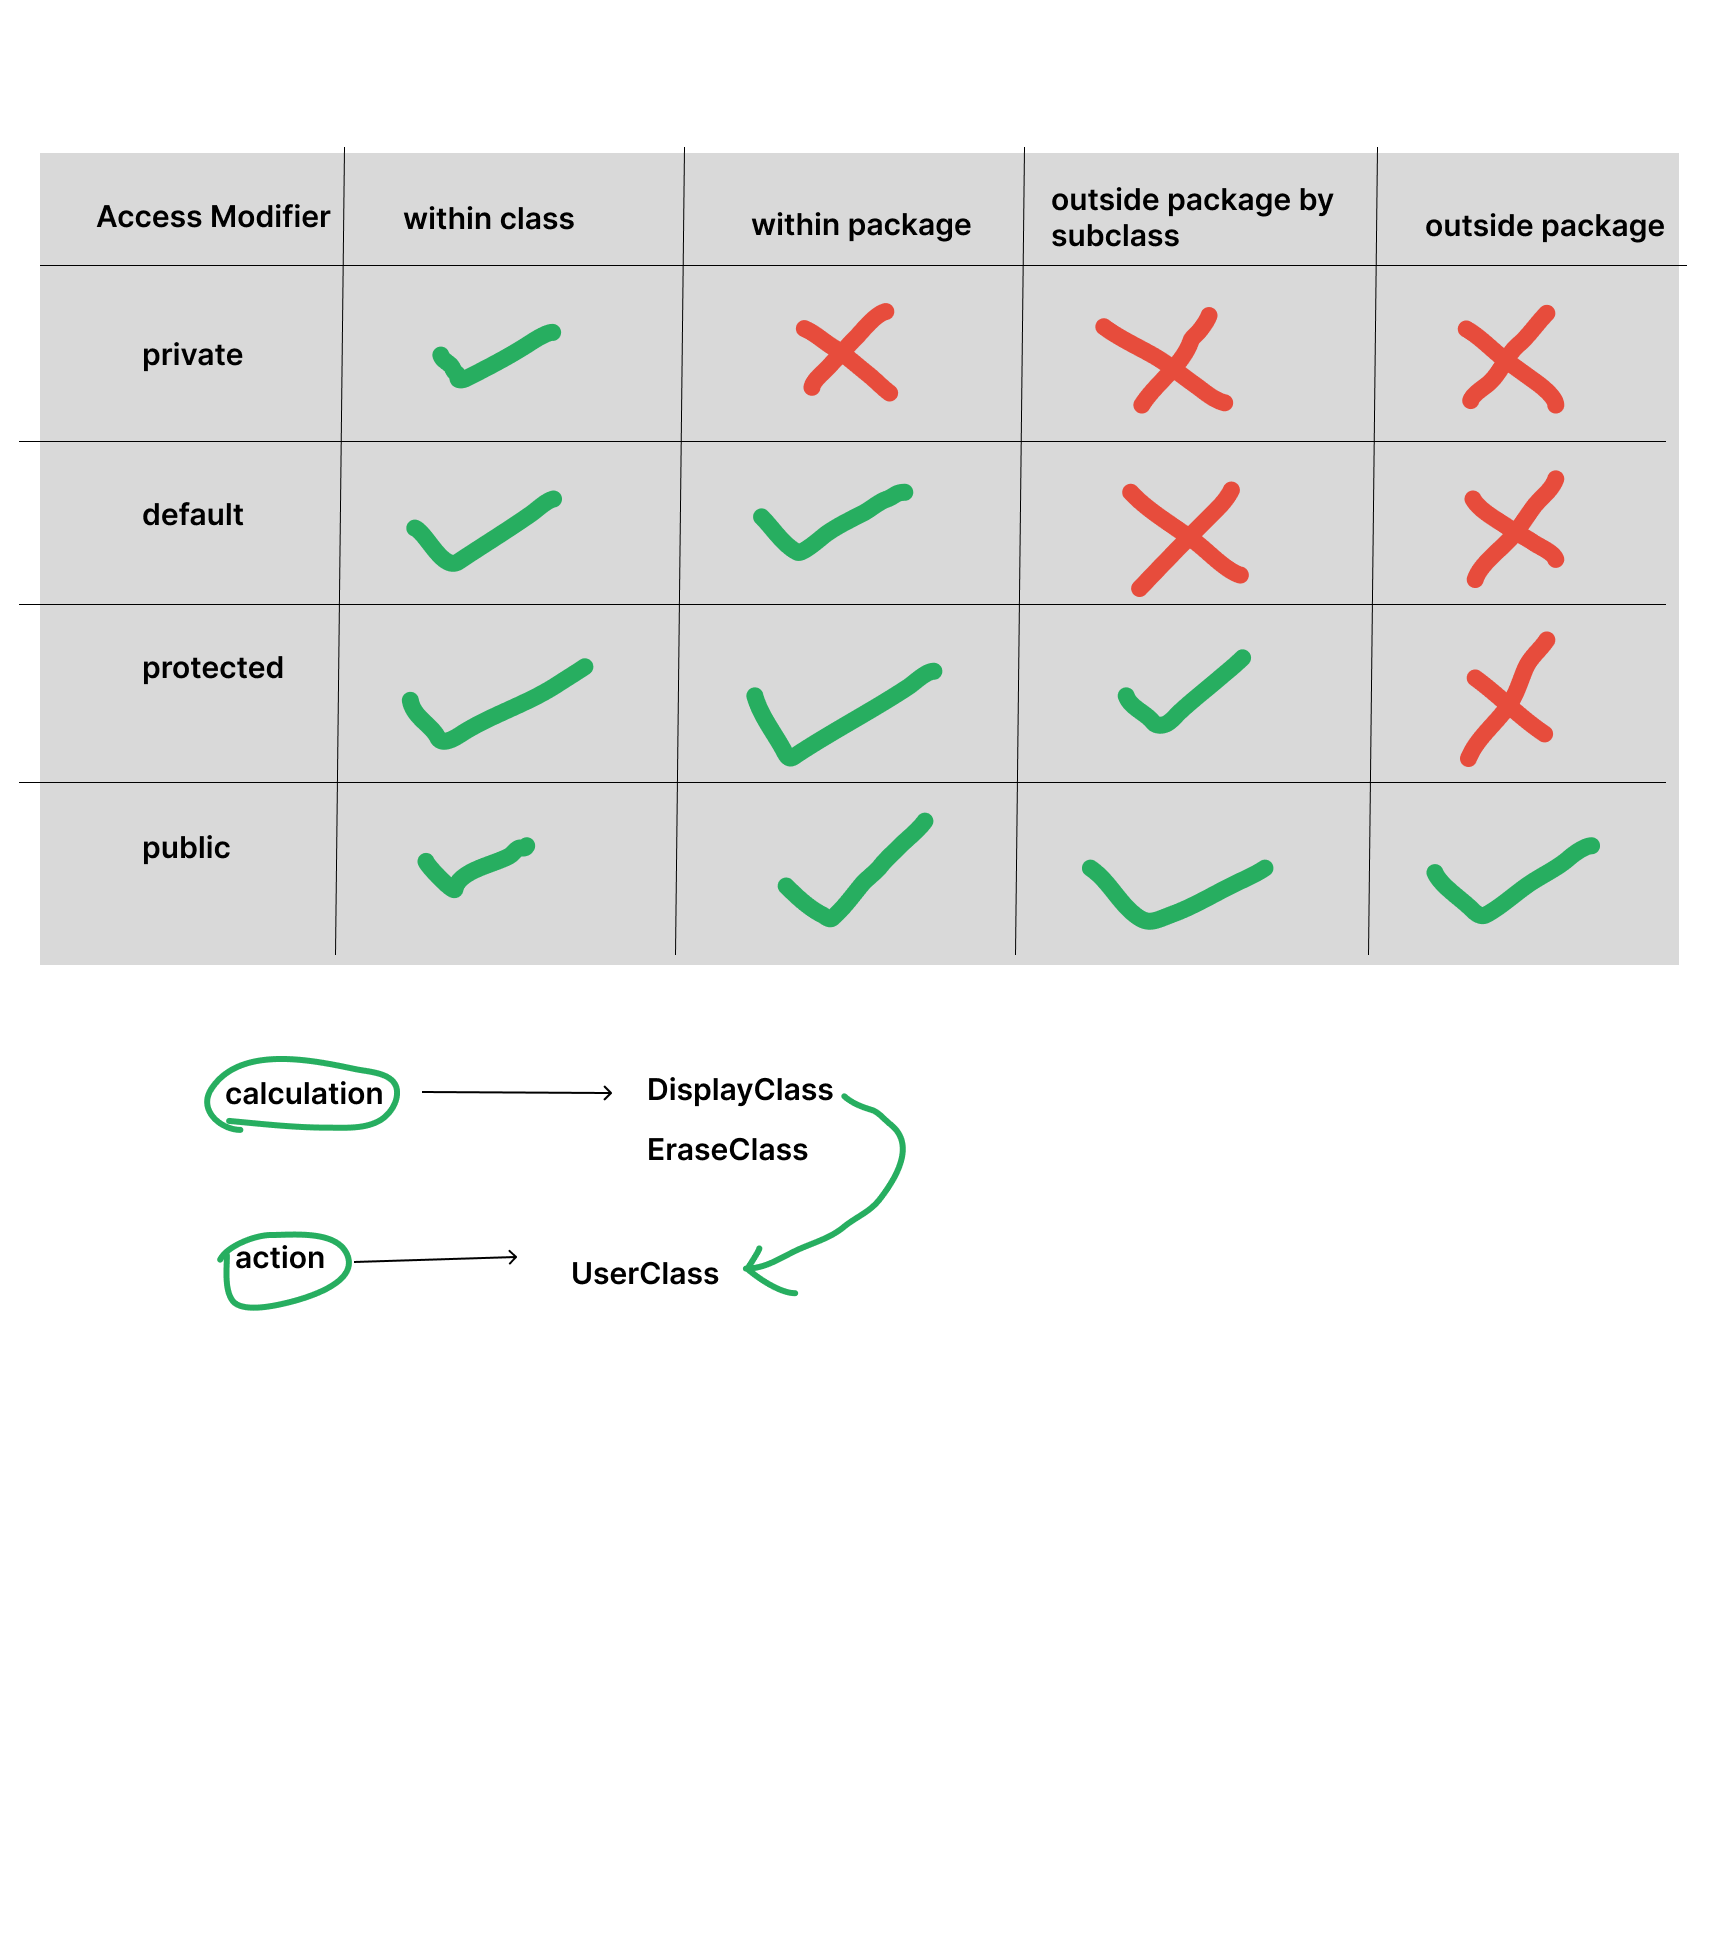 Access Modifier
within class
within package
outside package by
subclass
outside package
private
default
protected
public
calculation
DisplayClass
EraseClass
action
UserClass